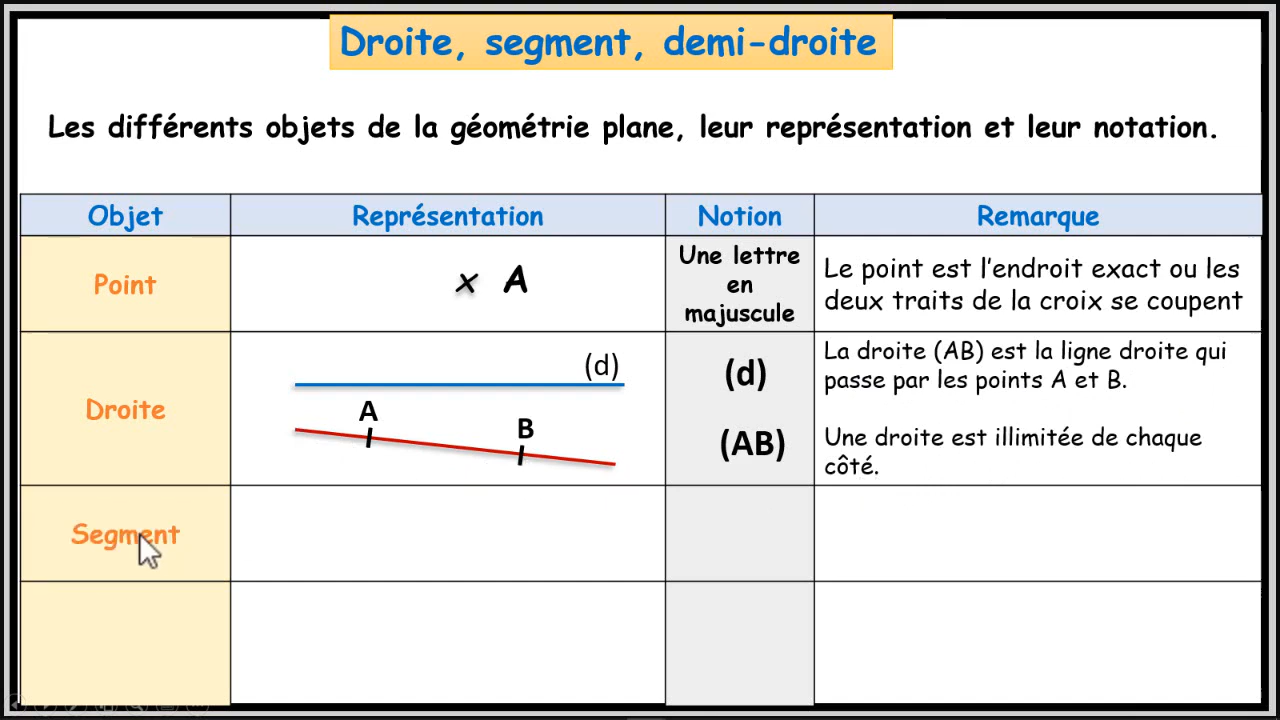 Droite, segment, demi-droite
Les différents objets de la géométrie plane, leur représentation et leur notation.
Objet
Représentation
Notion
Remarque
Point
x A
Une lettre
en
majuscule
Le point est l’endroit exact ou les
deux traits de la croix se coupent
Droite
(d)
A
B
(d)
(AB)
La droite (AB) est la ligne droite qui
passe par les points A et B.
Une droite est illimitée de chaque
côté.
Segment